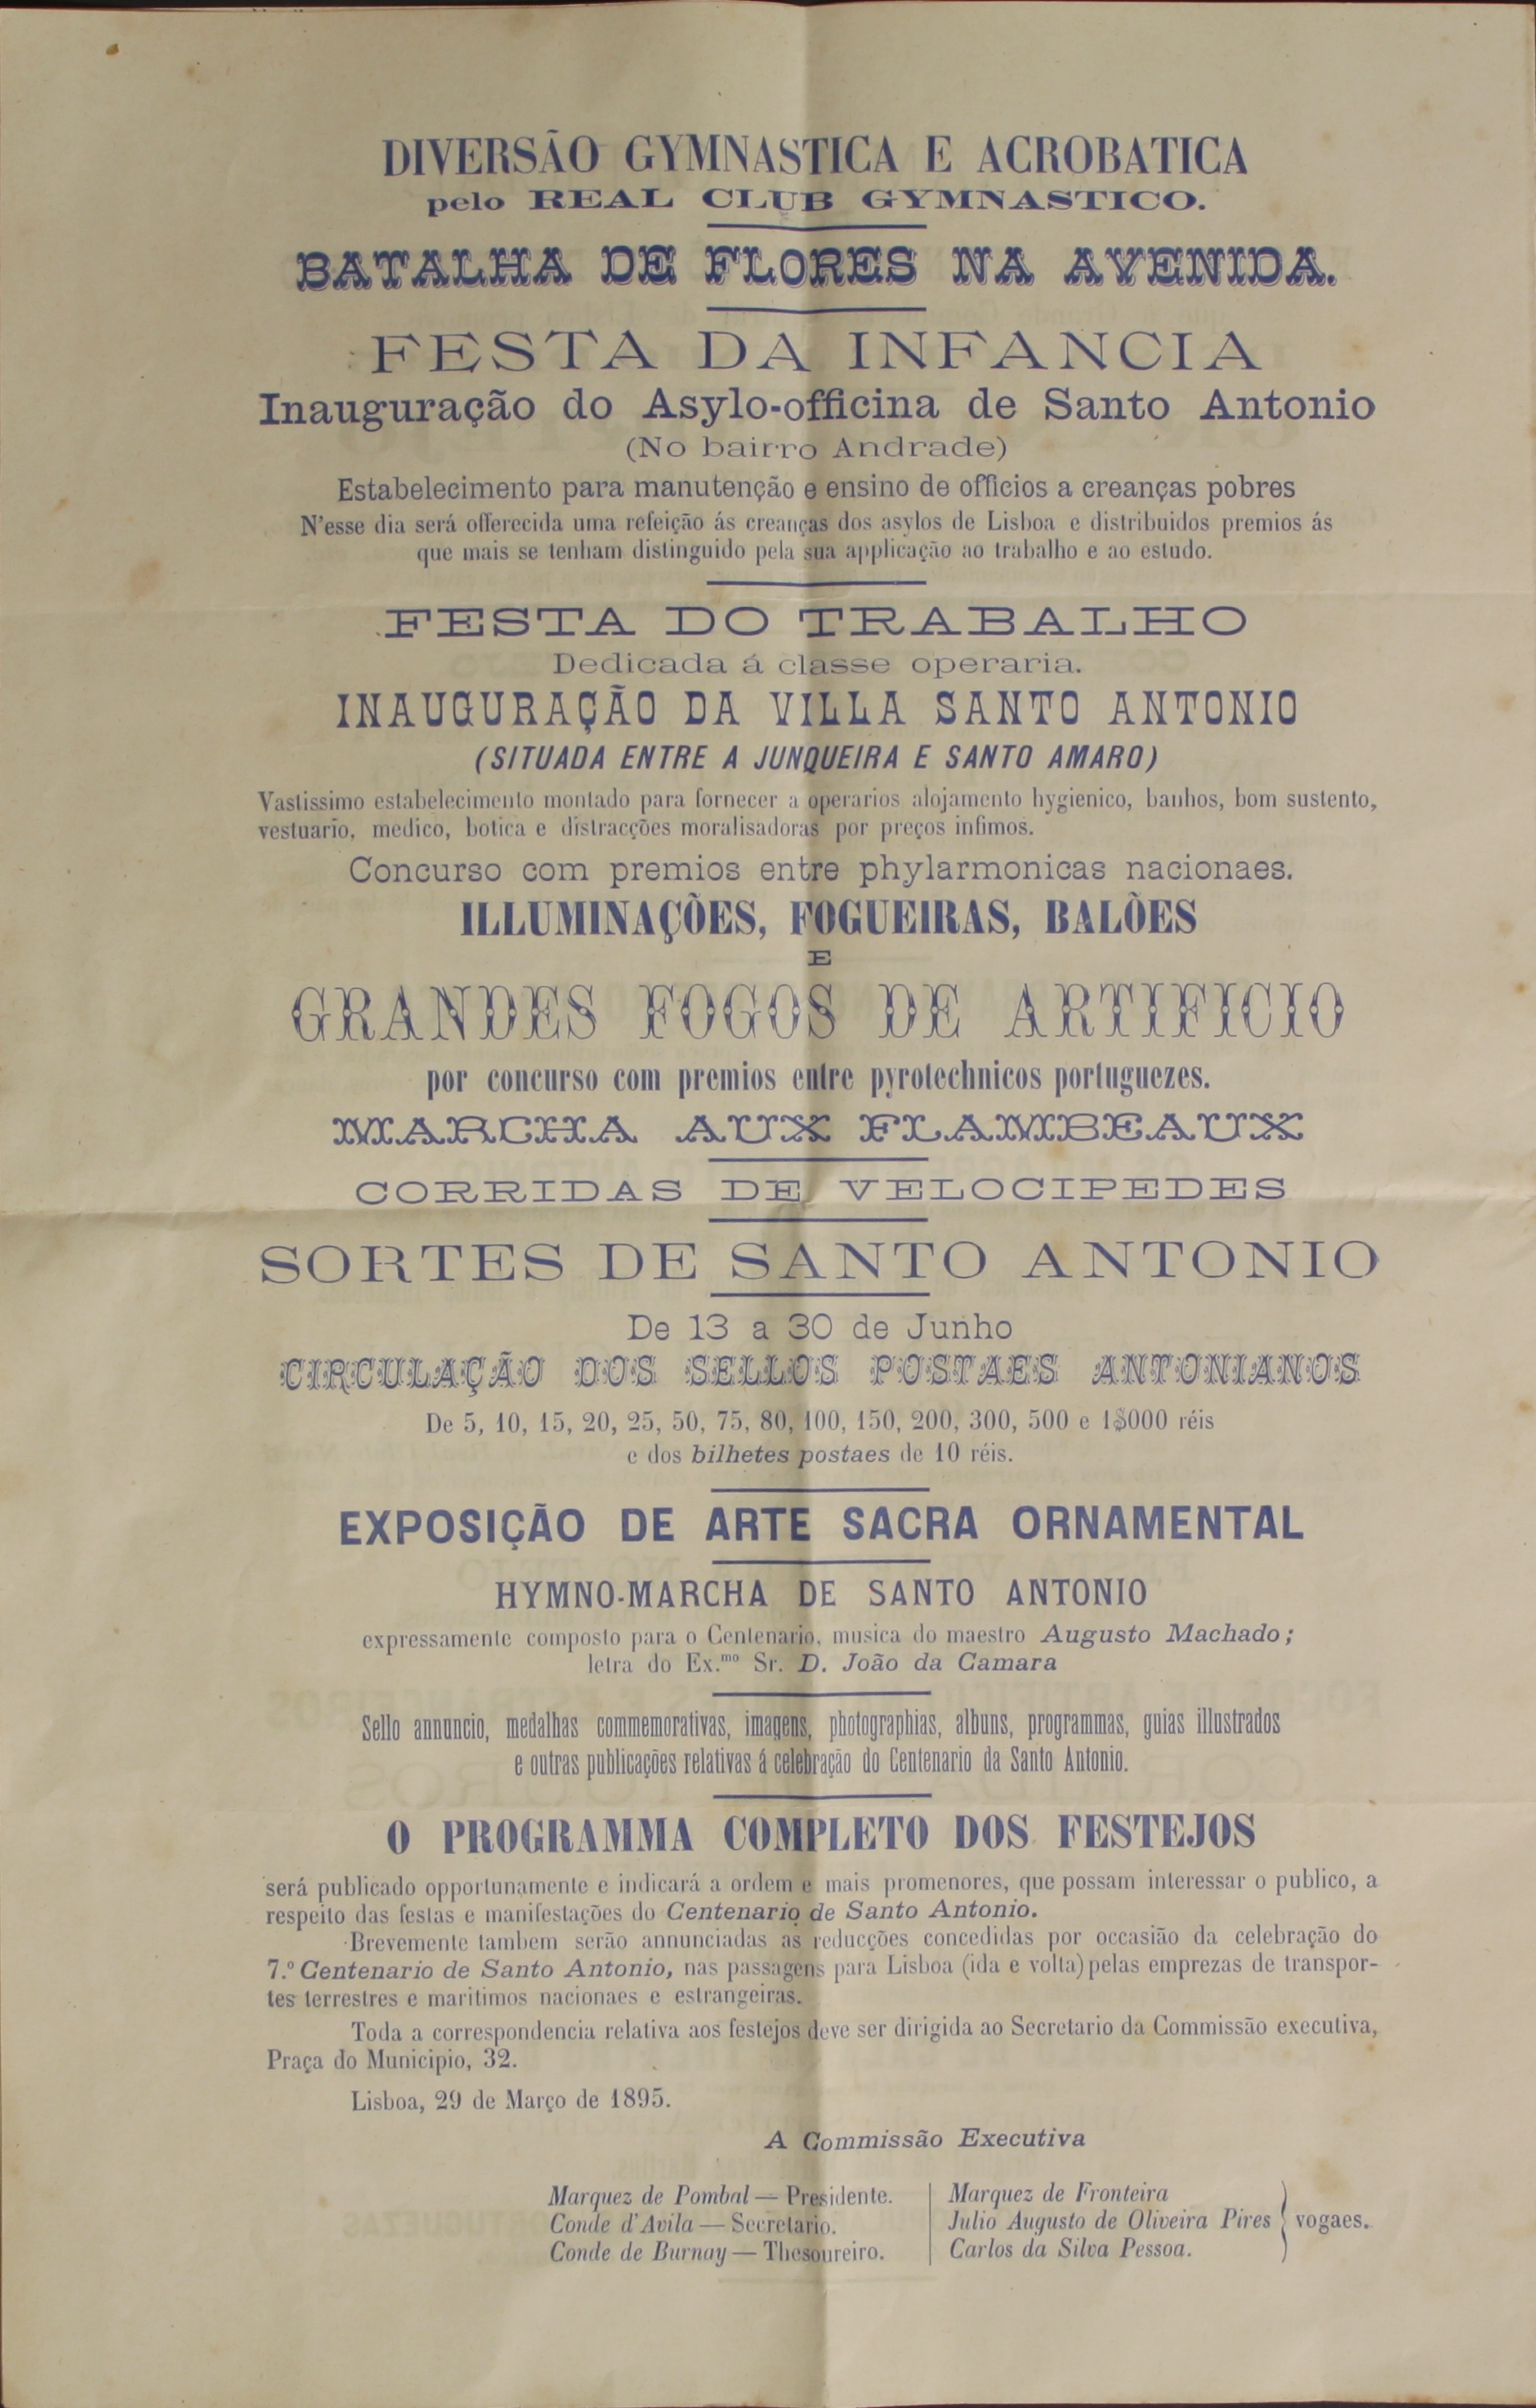 DIVERSÃO GYMNASTICA E ACROBATICA
pelo REAL CLUB GYMNASTICO.
BATALHA DE FLORES NA AVENIDA.
FESTA DA INFANCIA
Inauguração do Asylo-officina de Santo Antonio
(No bairro Andrade)
Estabelecimento para manutenção e ensino de officios a creanças pobres
N'esse dia será offerecida uma refeição ás creanças dos asylos de Lisboa e distribuidos premios ás
que mais se tenham distinguido pela sua applicação ao trabalho e ao estudo.
FESTA DO TRABALHO
Dedicada á classe operaria.
INAUGURAÇÃO DA VILLA SANTO ANTONIO
(SITUADA ENTRE A JUNQUEIRA E SANTO AMARO)
Vastissimo estabelecimento montado para fornecer a operarios alojamento hygienico, banhos, bom sustento,
vestuario, medico, botica e distracções moralisadoras por preços infimos.
Concurso com premios entre phylarmonicas nacionaes.
ILLUMINAÇÕES, FOGUEIRAS, BALÕES
E
GRANDES FOGOS DE ARTIFICIO
por concurso com premios entre pyrotechnicos portuguezes.
MARCHA AUX FLAMBEAUX
CORRIDAS DE VELOCIPEDES
SORTES DE SANTO ANTONIO
De 13 a 30 de Junho
CIRCULAÇÃO DOS SELLOS POSTAES ANTONIANOS
De 5, 10, 15, 20, 25, 50, 75, 80, 100, 150, 200, 300, 500 e 1$000 réis
e dos bilhetes postaes de 10 réis.
EXPOSIÇÃO DE ARTE SACRA ORNAMENTAL
HYMNO-MARCHA DE SANTO ANTONIO
expressamente composto para o Centenario, musica do maestro Augusto Machado;
letra do Ex.mo Sr. D. João da Camara
Sello annuncio, medalhas commemorativas, imagens, photographias, albuns, programmas, guias illustrados
e outras publicações relativas á celebração do Centenario da Santo Antonio.
O PROGRAMMA COMPLETO DOS FESTEJOS
será publicado opportunamente e indicará a ordem e mais promenores, que possam interessar o publico, a
respeito das festas e manifestações do Centenario de Santo Antonio.
Brevemente tambem serão annunciadas as reducções concedidas por occasião da celebração do
7.º Centenario de Santo Antonio, nas passagens para Lisboa (ida e volta) pelas emprezas de transpor-
tes terrestres e maritimos nacionaes e estrangeiras.
Toda a correspondencia relativa aos festejos deve ser dirigida ao Secretario da Commissão executiva,
Praça do Municipio, 32.
Lisboa, 29 de Março de 1895.
A Commissão Executiva
Marquez de Pombal — Presidente.
Conde d'Avila — Secretario.
Conde de Burnay — Thesoureiro.
Marquez de Fronteira
Julio Augusto de Oliveira Pires
Carlos da Silva Pessoa.
vogaes.